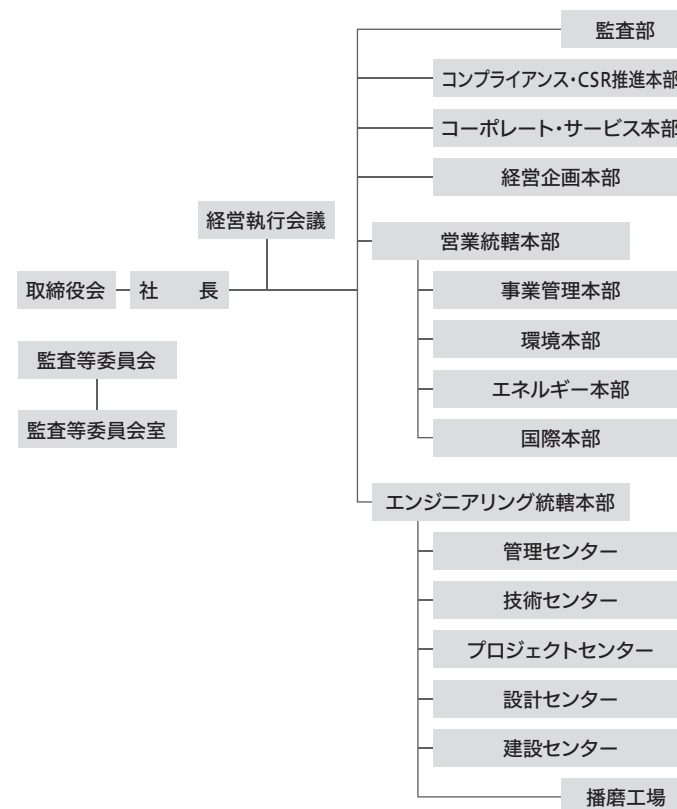 監査部
コンプライアンス・CSR推進本部
コーポレート・サービス本部
経営企画本部
経営執行会議
営業統轄本部
取締役会
社　長
事業管理本部
環境本部
監査等委員会
エネルギー本部
監査等委員会室
国際本部
エンジニアリング統轄本部
管理センター
技術センター
プロジェクトセンター
設計センター
建設センター
播磨工場